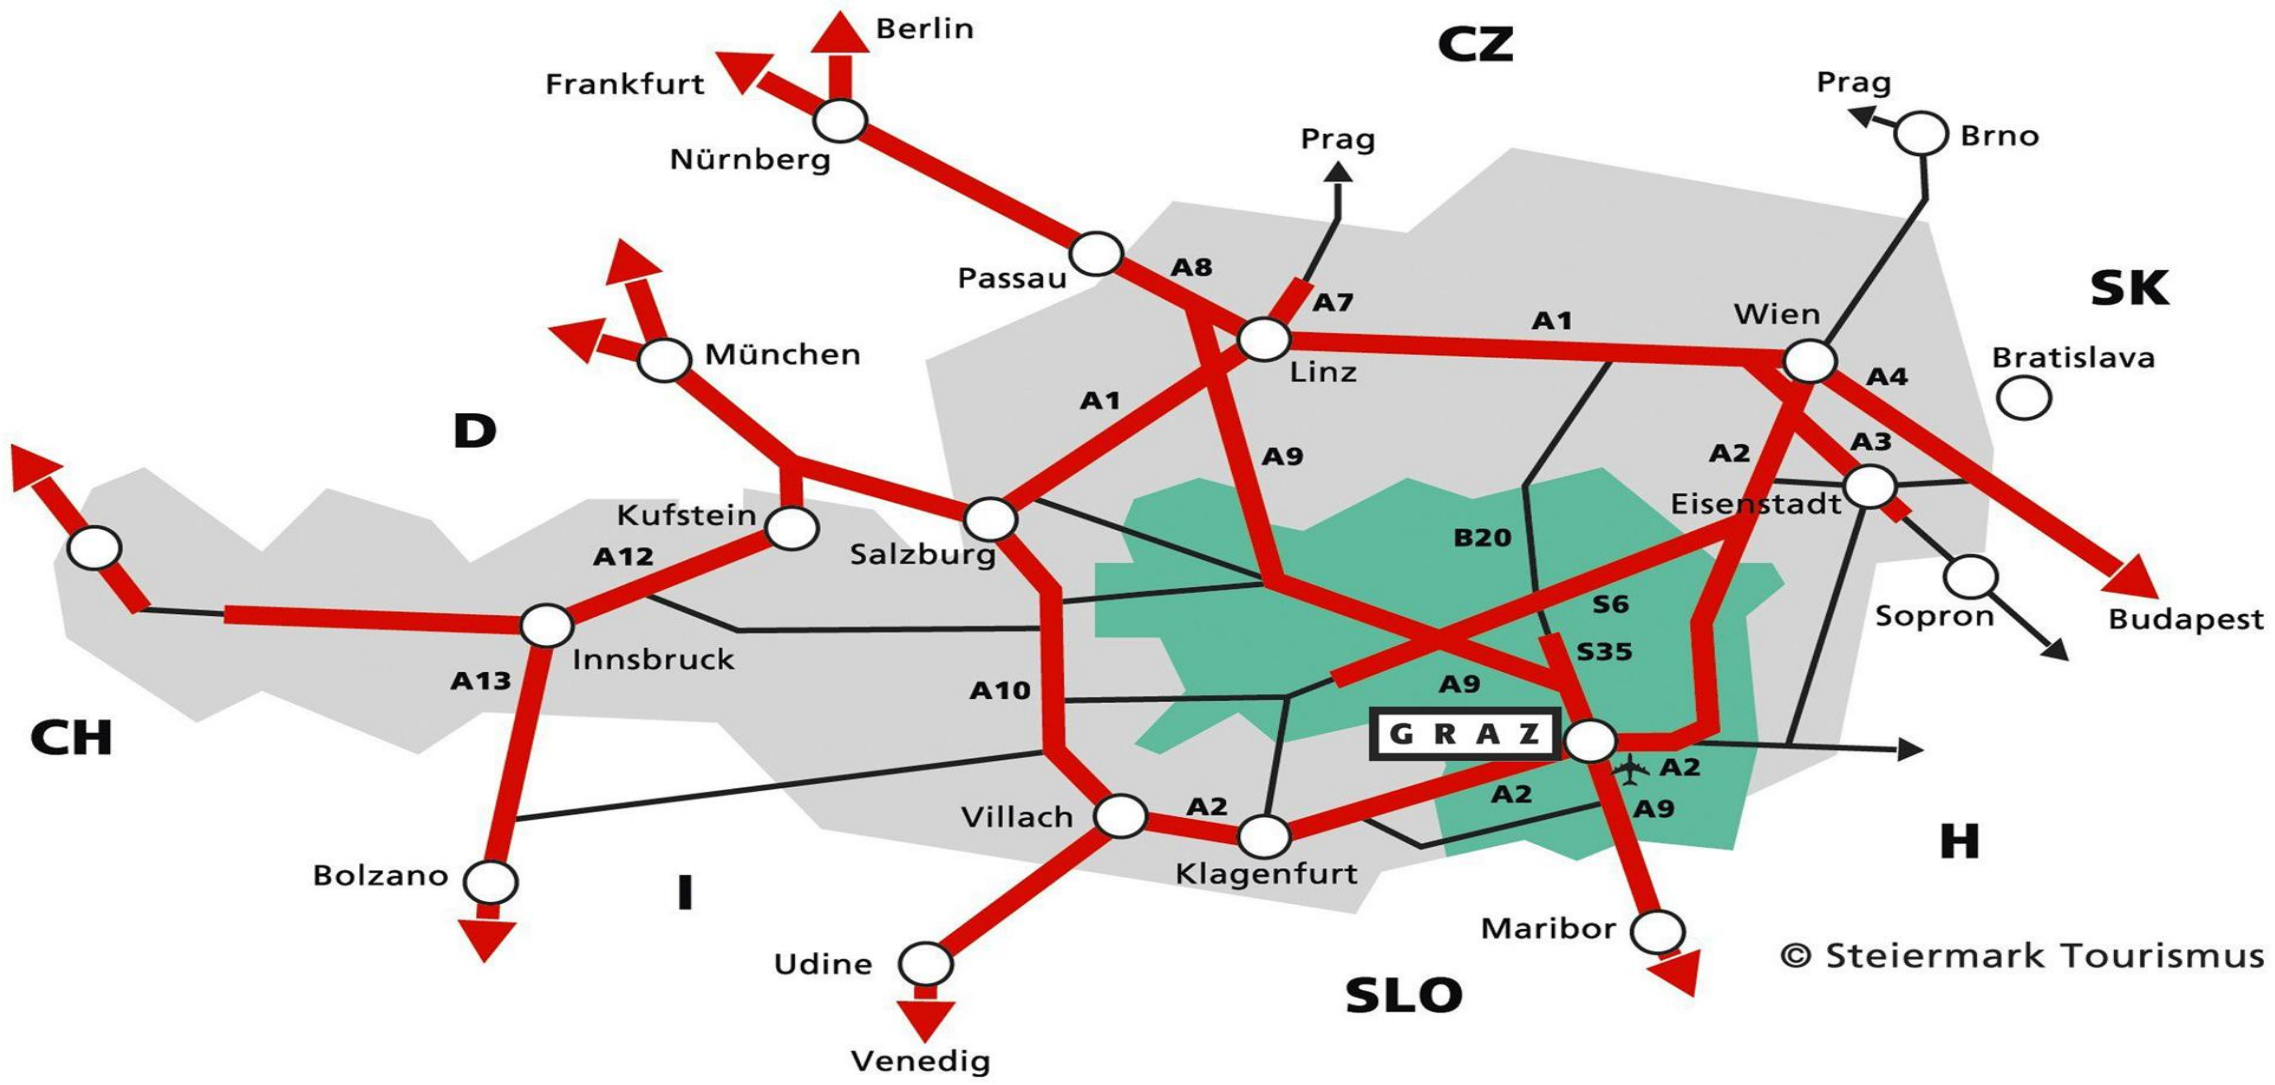 Berlin
CZ
Frankfurt
Prag
Nürnberg
Prag
Brno
Passau
A8
A7
A1
Wien
SK
München
Linz
Bratislava
A4
D
A1
A9
A2
A3
Kufstein
Eisenstadt
A12
Salzburg
B20
S6
Sopron
Budapest
Innsbruck
S35
A13
A10
A9
CH
GRAZ
A2
A2
A9
Villach
A2
H
Bolzano
I
Klagenfurt
Maribor
Udine
© Steiermark Tourismus
SLO
Venedig